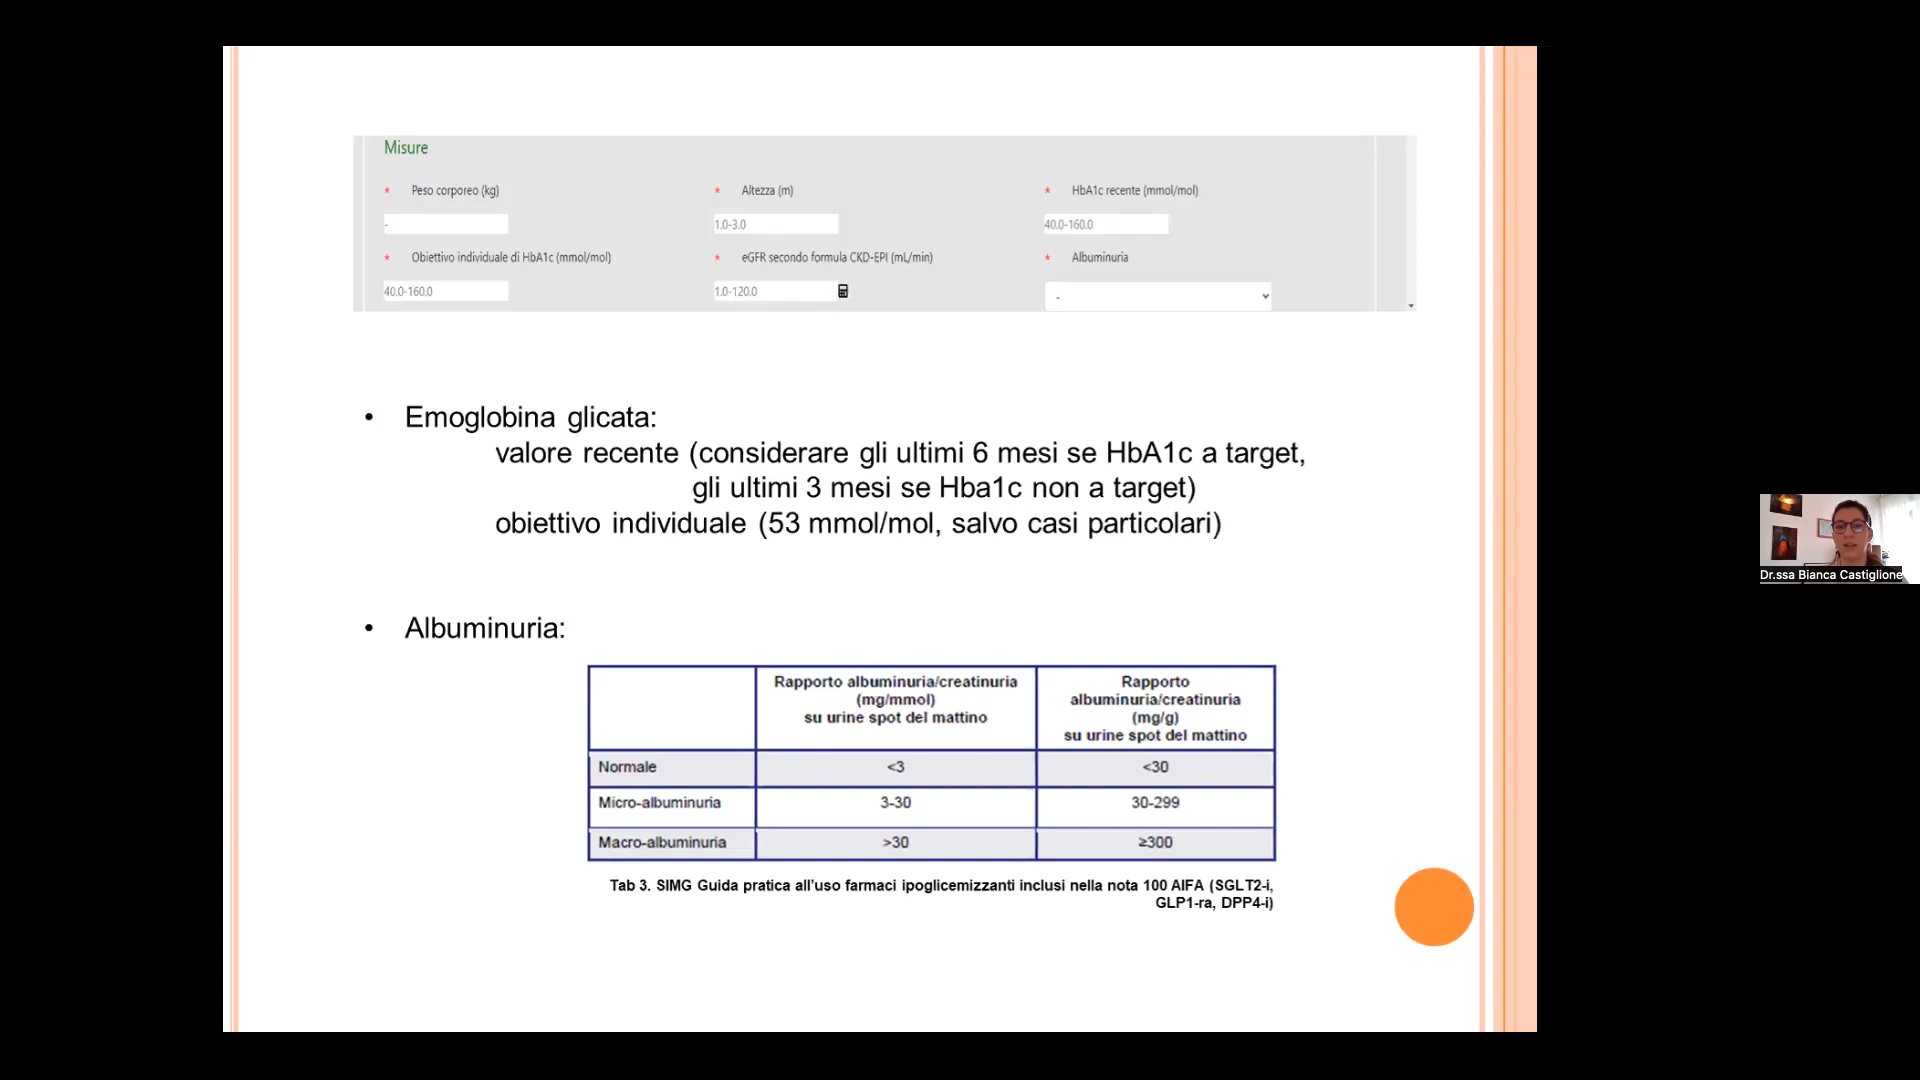 Misure
* Peso corporeo (kg) * Altezza (m) * HbA1c recente (mmol/mol)
- 1.0-3.0 40.0-160.0
* Obiettivo individuale di HbA1c (mmol/mol) * eGFR secondo formula CKD-EPI (mL/min) * Albuminuria
40.0-160.0 1.0-120.0 -
• Emoglobina glicata:
valore recente (considerare gli ultimi 6 mesi se HbA1c a target,
gli ultimi 3 mesi se Hba1c non a target)
obiettivo individuale (53 mmol/mol, salvo casi particolari)
Dr.ssa Bianca Castiglione
• Albuminuria:
Rapporto albuminuria/creatinuria
(mg/mmol)
su urine spot del mattino
Rapporto
albuminuria/creatinuria
(mg/g)
su urine spot del mattino
Normale <3 <30
Micro-albuminuria 3-30 30-299
Macro-albuminuria >30 ≥300
Tab 3. SIMG Guida pratica all'uso farmaci ipoglicemizzanti inclusi nella nota 100 AIFA (SGLT2-i,
GLP1-ra, DPP4-i)